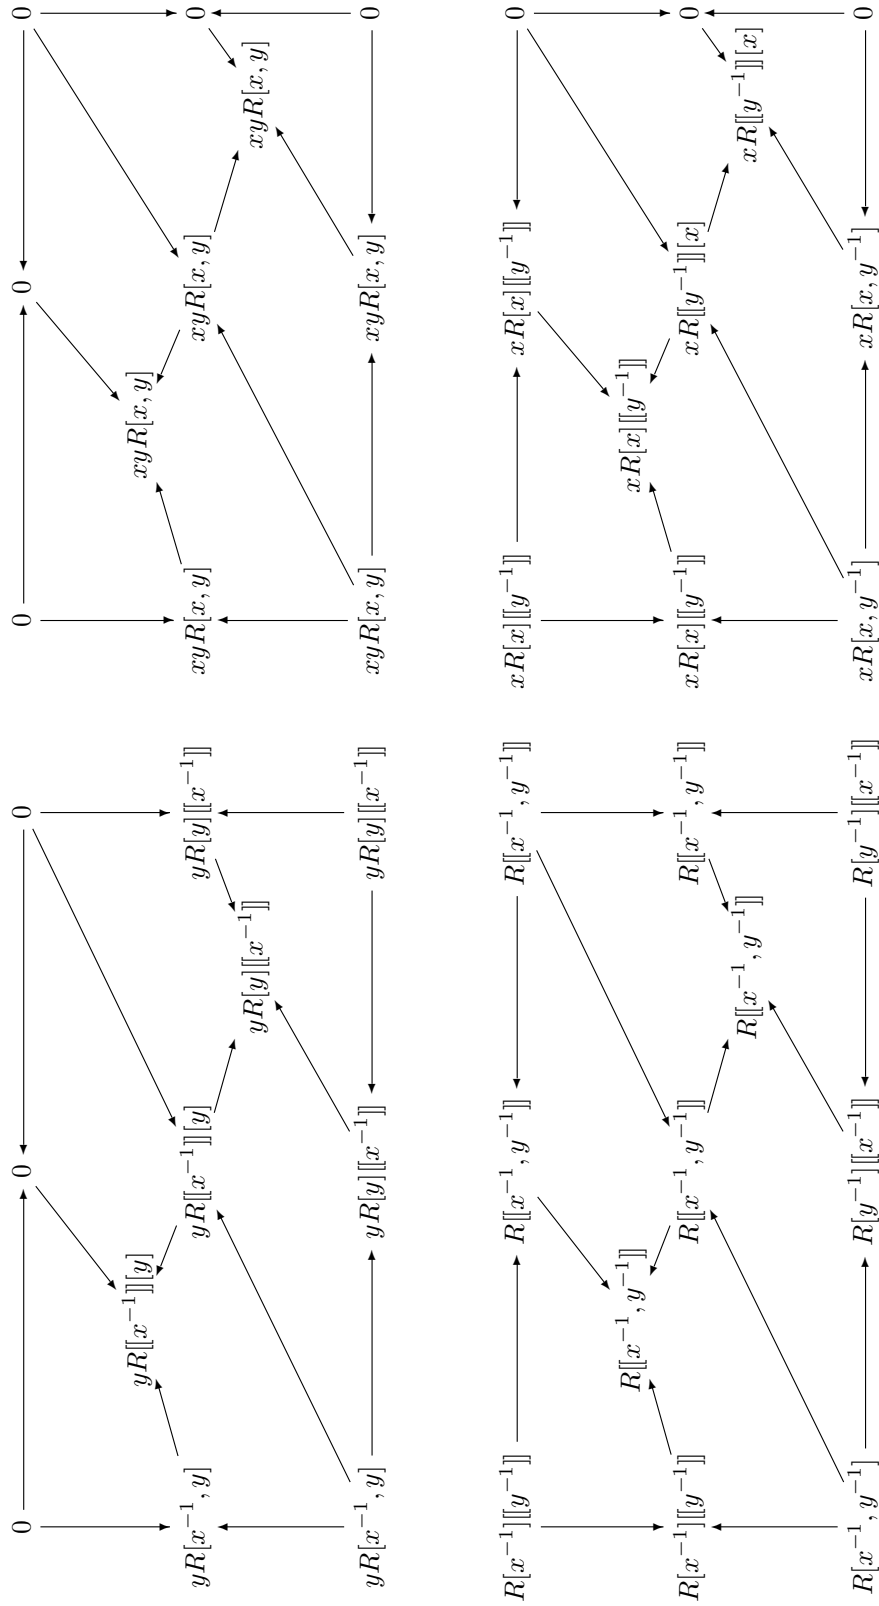 0 0 0 0 0 0
yR⟦x⁻¹⟧[y] xyR[x, y]
yR[x⁻¹, y] yR⟦x⁻¹⟧[y] yR[y]⟦x⁻¹⟧ xyR[x, y] xyR[x, y] 0
yR[y]⟦x⁻¹⟧ xyR[x, y]
yR[x⁻¹, y] yR[y]⟦x⁻¹⟧ yR[y]⟦x⁻¹⟧ xyR[x, y] xyR[x, y] 0
R[x⁻¹]⟦y⁻¹⟧ R⟦x⁻¹, y⁻¹⟧ R⟦x⁻¹, y⁻¹⟧ xR[x]⟦y⁻¹⟧ xR[x]⟦y⁻¹⟧ 0
R⟦x⁻¹, y⁻¹⟧ xR[x]⟦y⁻¹⟧
R[x⁻¹]⟦y⁻¹⟧ R⟦x⁻¹, y⁻¹⟧ R⟦x⁻¹, y⁻¹⟧ xR[x]⟦y⁻¹⟧ xR⟦y⁻¹⟧[x] 0
R⟦x⁻¹, y⁻¹⟧ xR⟦y⁻¹⟧[x]
R[x⁻¹, y⁻¹] R[y⁻¹]⟦x⁻¹⟧ R[y⁻¹]⟦x⁻¹⟧ xR[x, y⁻¹] xR[x, y⁻¹] 0